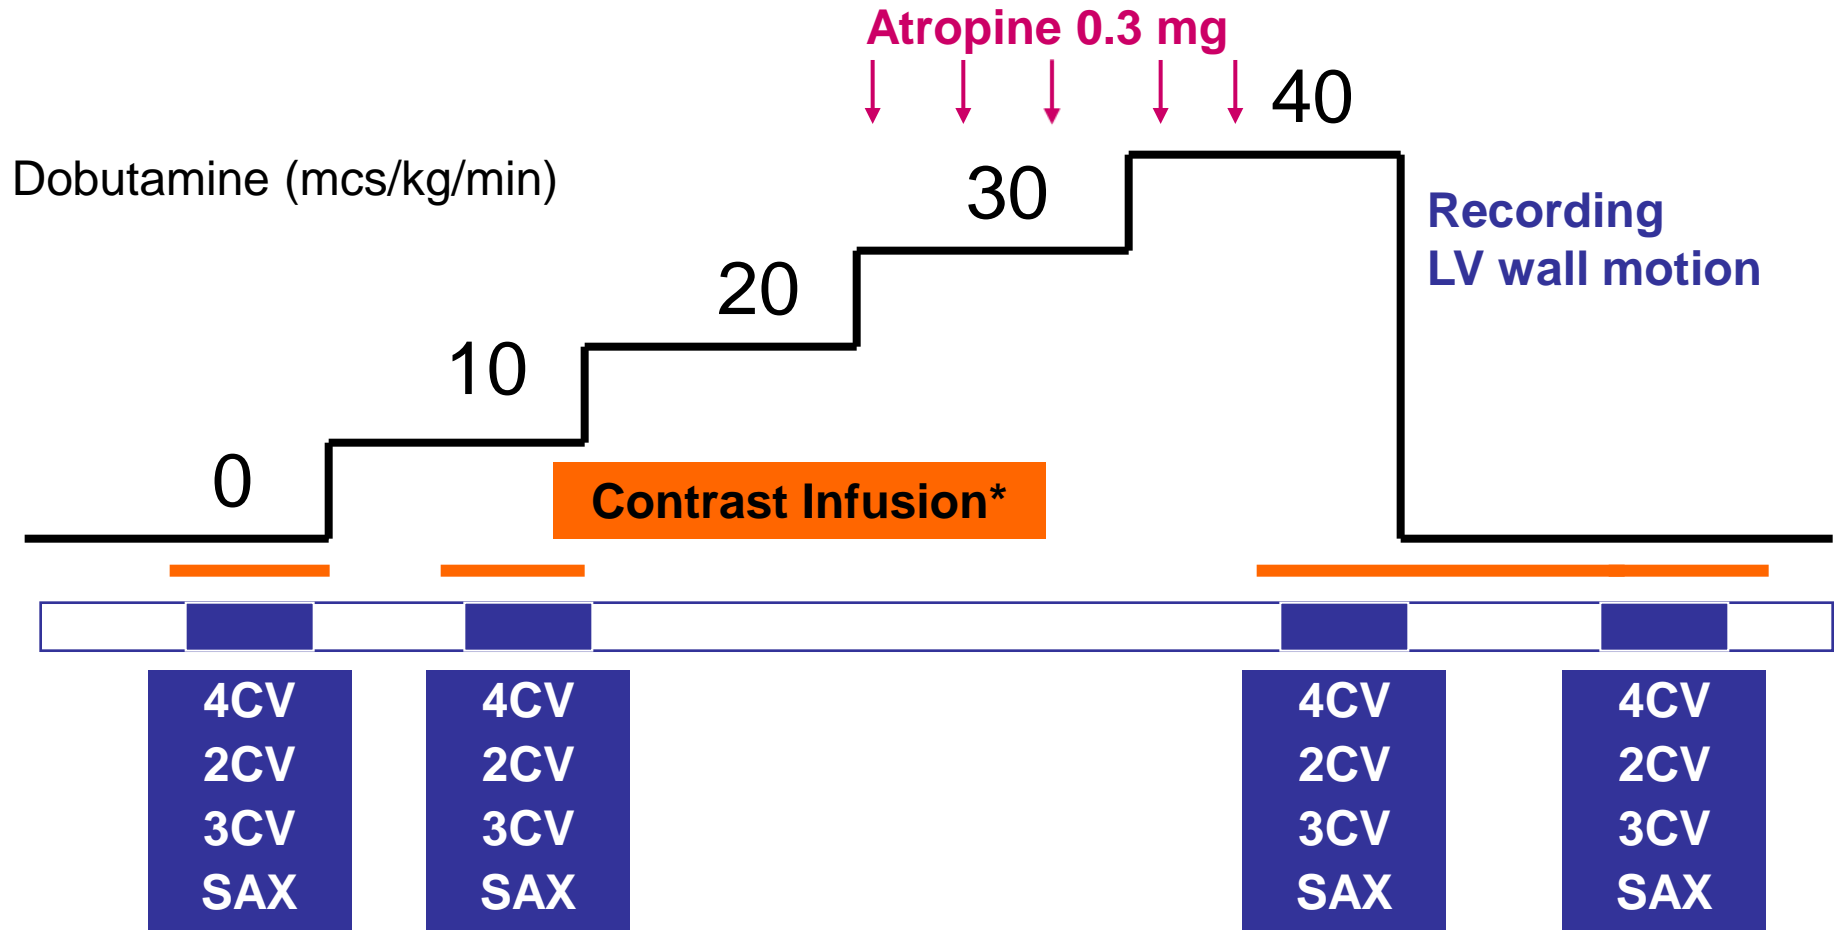 Atropine 0.3 mg
40
Dobutamine (mcs/kg/min)
30
Recording
LV wall motion
20
10
0
Contrast Infusion*
4CV 4CV 4CV 4CV
2CV 2CV 2CV 2CV
3CV 3CV 3CV 3CV
SAX SAX SAX SAX